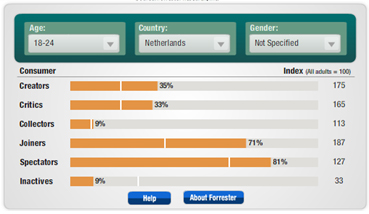 Age: Country: Gender:
18-24 Netherlands Not Specified
Consumer Index (All adults = 100)
Creators 35% 175
Critics 33% 165
Collectors 9% 113
Joiners 71% 187
Spectators 81% 127
Inactives 9% 33
Help About Forrester